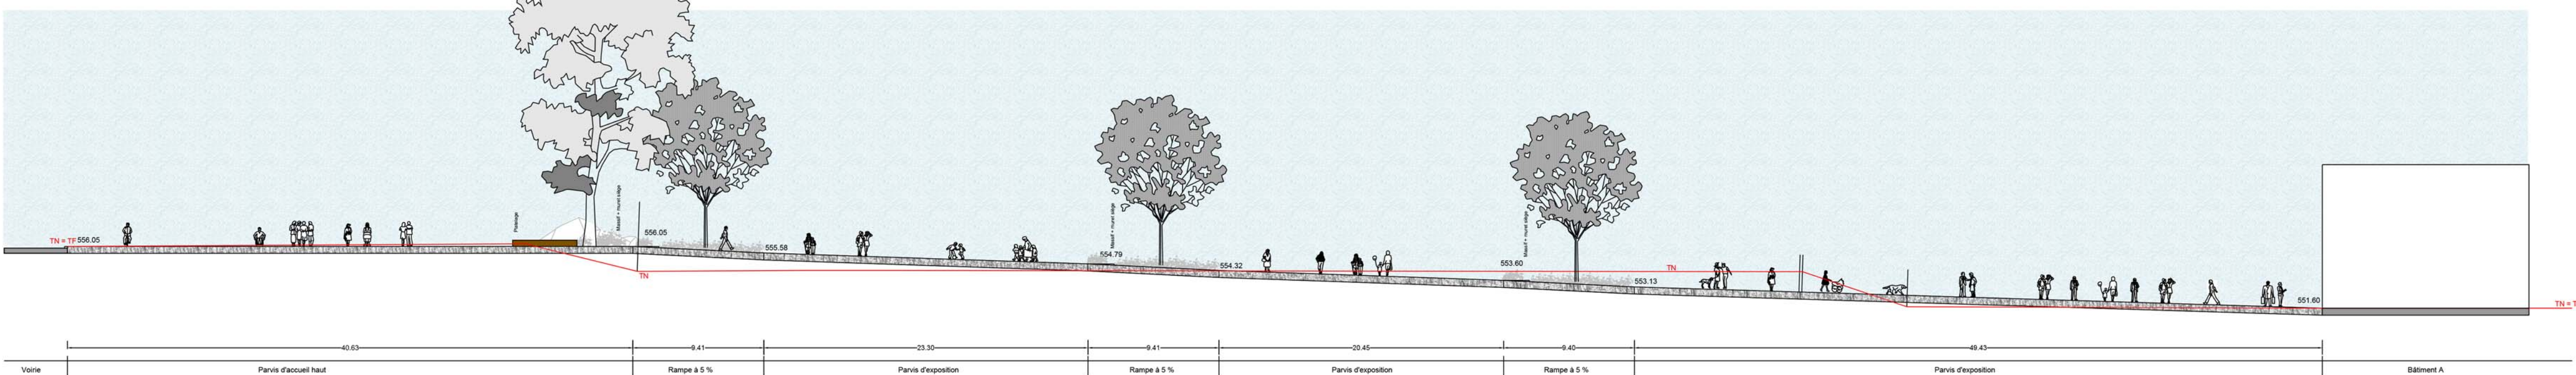 TN = TF 556.05
Platelage
Massif + muret siège
556.05
TN
555.58
Massif + muret siège
554.79
554.32
Massif + muret siège
553.60
553.13
TN
551.60
TN = T
40.63
9.41
23.30
9.41
20.45
9.40
49.43
Voirie
Parvis d'accueil haut
Rampe à 5 %
Parvis d'exposition
Rampe à 5 %
Parvis d'exposition
Rampe à 5 %
Parvis d'exposition
Bâtiment A